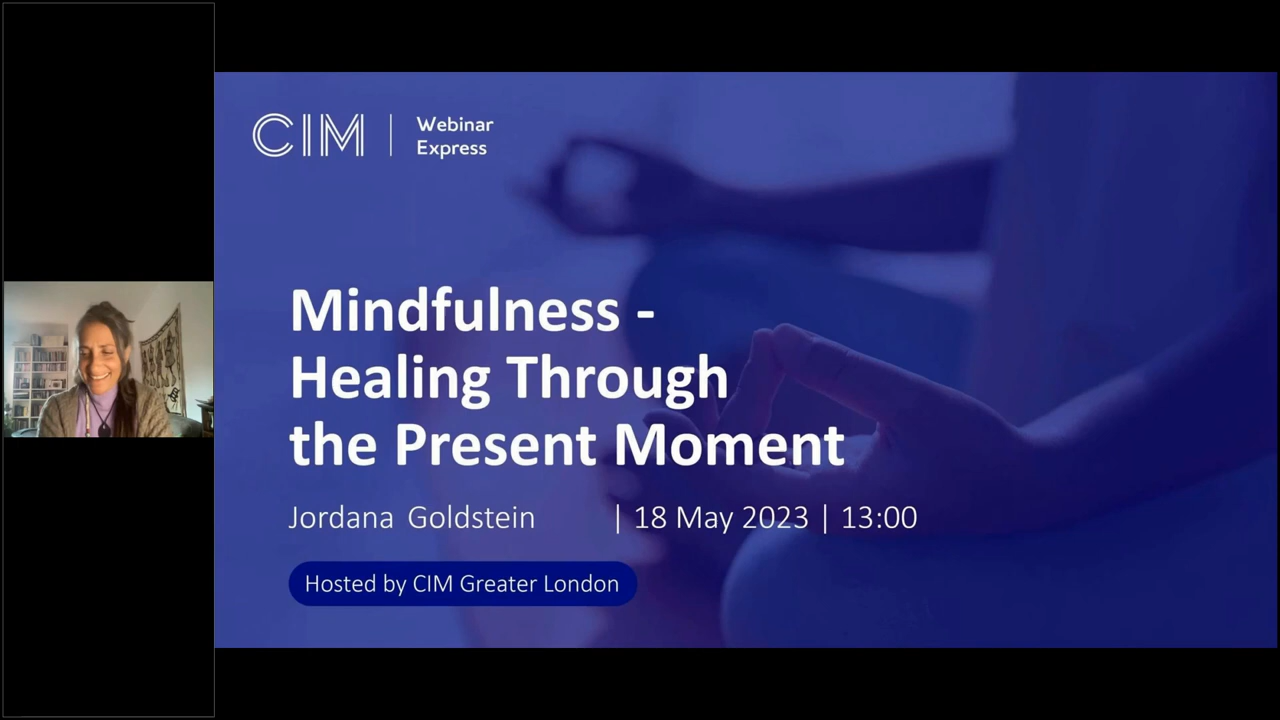 CIM
Webinar
Express
Mindfulness -
Healing Through
the Present Moment
Jordana Goldstein | 18 May 2023 | 13:00
Hosted by CIM Greater London